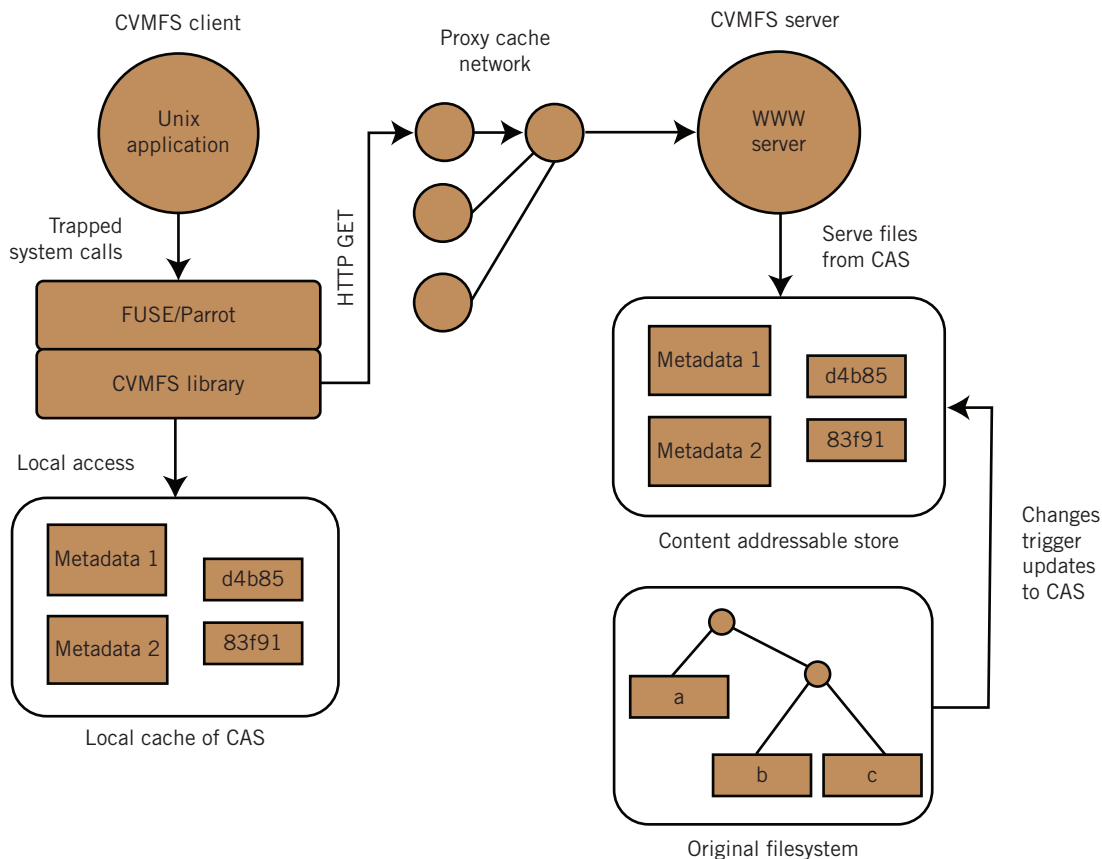 CVMFS client
Unix
application
Trapped
system calls
FUSE/Parrot
CVMFS library
Local access
Metadata 1
d4b85
Metadata 2
83f91
Local cache of CAS
HTTP GET
Proxy cache
network
CVMFS server
WWW
server
Serve files
from CAS
Metadata 1
d4b85
Metadata 2
83f91
Content addressable store
Changes
trigger
updates
to CAS
a
b
c
Original filesystem